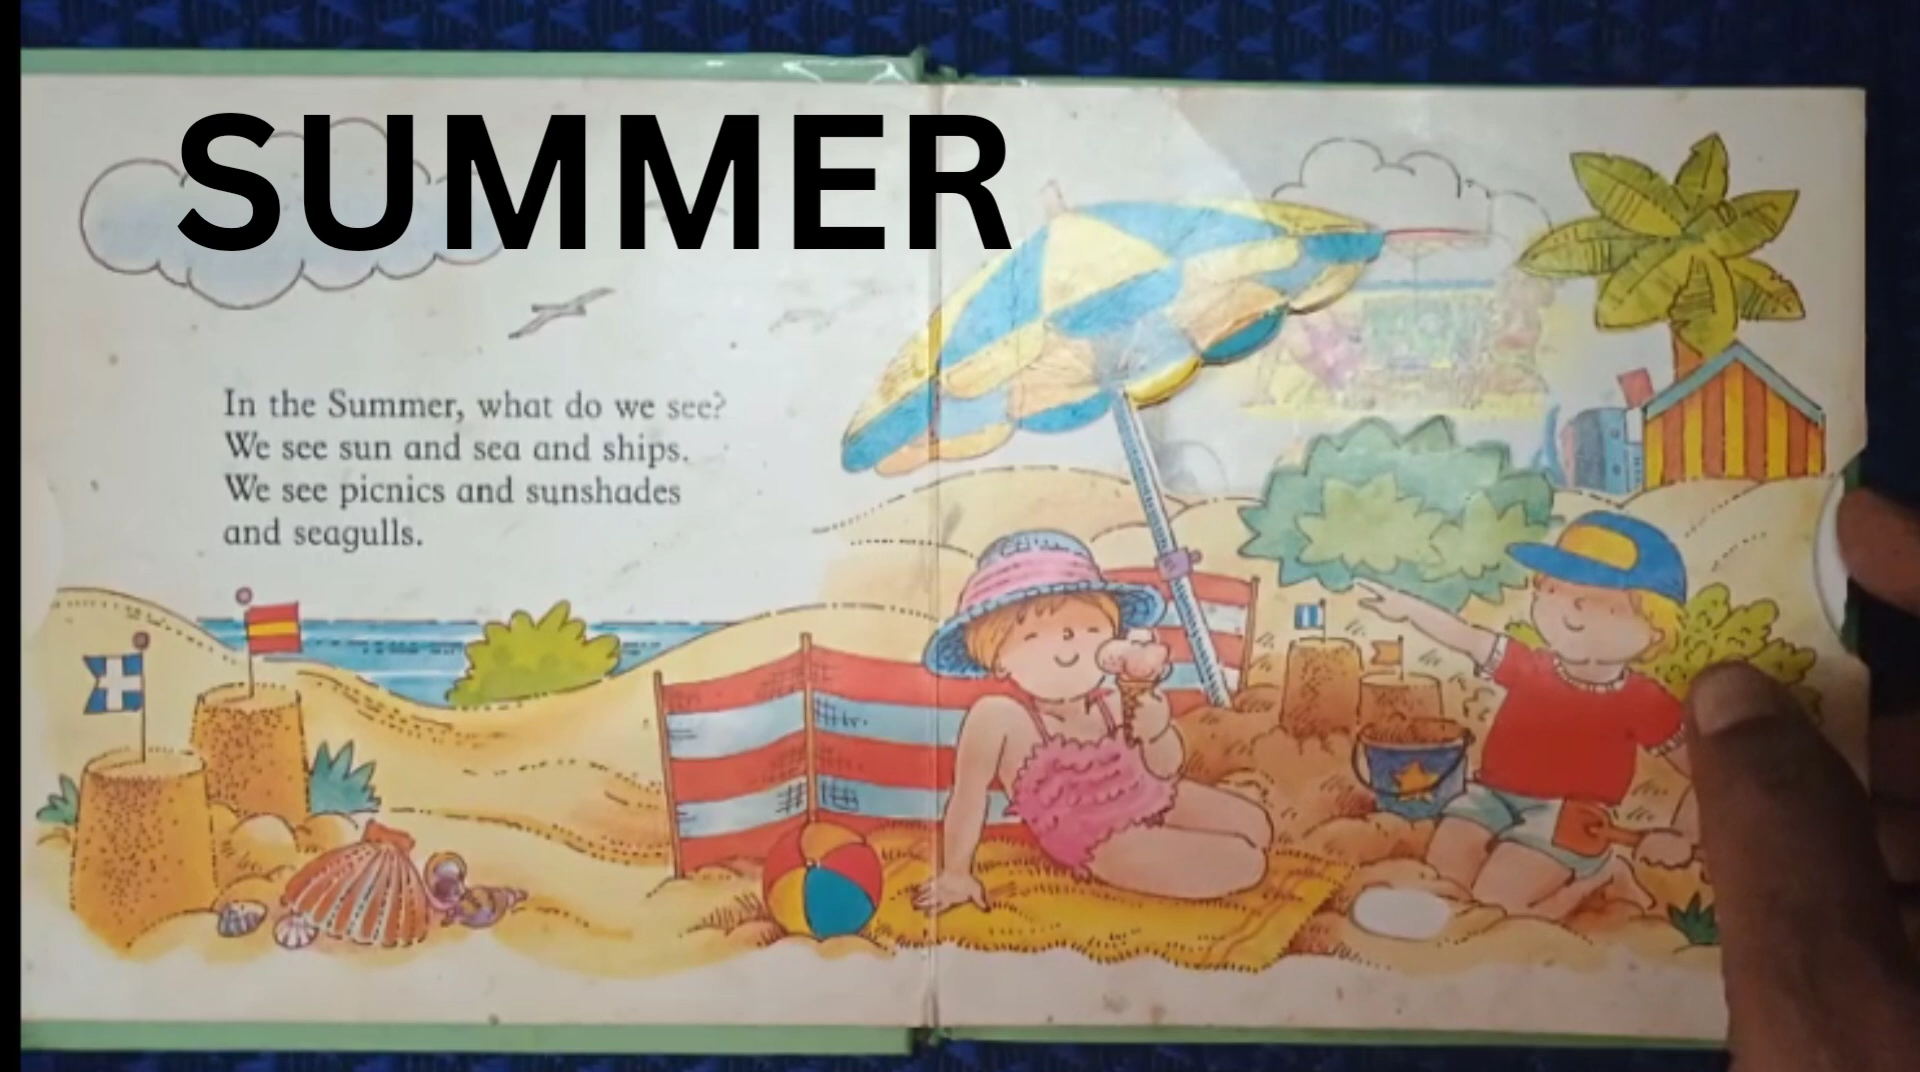 SUMMER
In the Summer, what do we see?
We see sun and sea and ships.
We see picnics and sunshades
and seagulls.